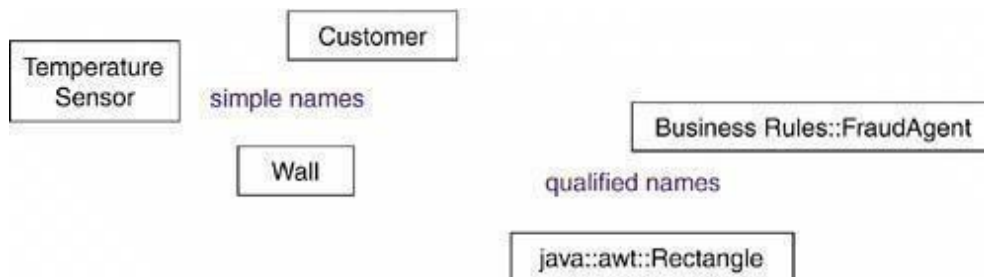 Customer
Temperature
Sensor
simple names
Business Rules::FraudAgent
Wall
qualified names
java::awt::Rectangle